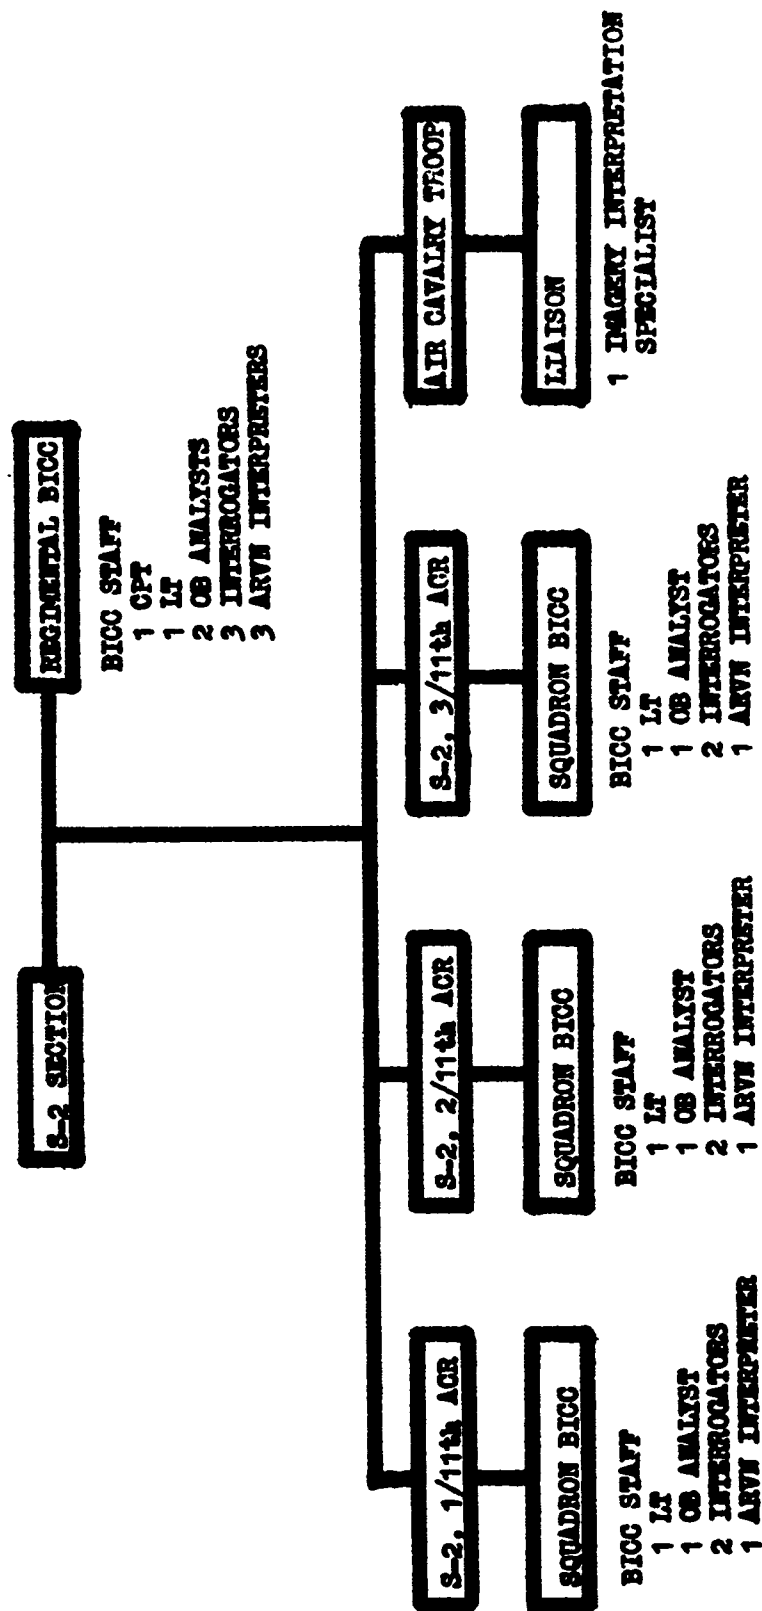 S-2 SECTION
REGIMENTAL BICC
BICC STAFF
1 CPT
1 LT
2 OB ANALYSTS
3 INTERROGATORS
3 ARVN INTERPRETERS
S-2, 1/11th ACR
SQUADRON BICC
BICC STAFF
1 LT
1 OB ANALYST
2 INTERROGATORS
1 ARVN INTERPRETER
S-2, 2/11th ACR
SQUADRON BICC
BICC STAFF
1 LT
1 OB ANALYST
2 INTERROGATORS
1 ARVN INTERPRETER
S-2, 3/11th ACR
SQUADRON BICC
BICC STAFF
1 LT
1 OB ANALYST
2 INTERROGATORS
1 ARVN INTERPRETER
AIR CAVALRY TROOP
LIAISON
1 IMAGERY INTERPRETATION
SPECIALIST